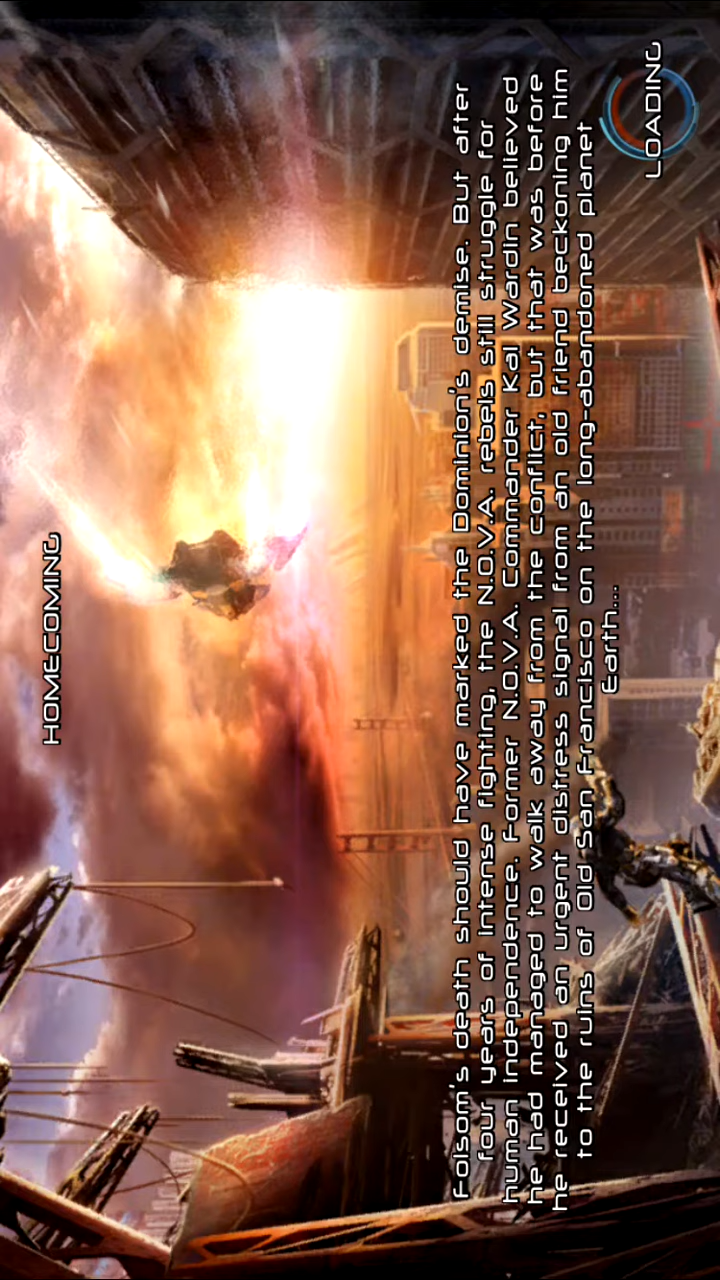 HOMECOMING
Folsom's death should have marked the Dominion's demise. But after
four years of intense fighting, the N.O.V.A. rebels still struggle for
human independence. Former N.O.V.A. Commander Kal Wardin believed
he had managed to walk away from the conflict, but that was before
he received an urgent distress signal from an old friend beckoning him
to the ruins of Old San Francisco on the long-abandoned planet
Earth...
LOADING